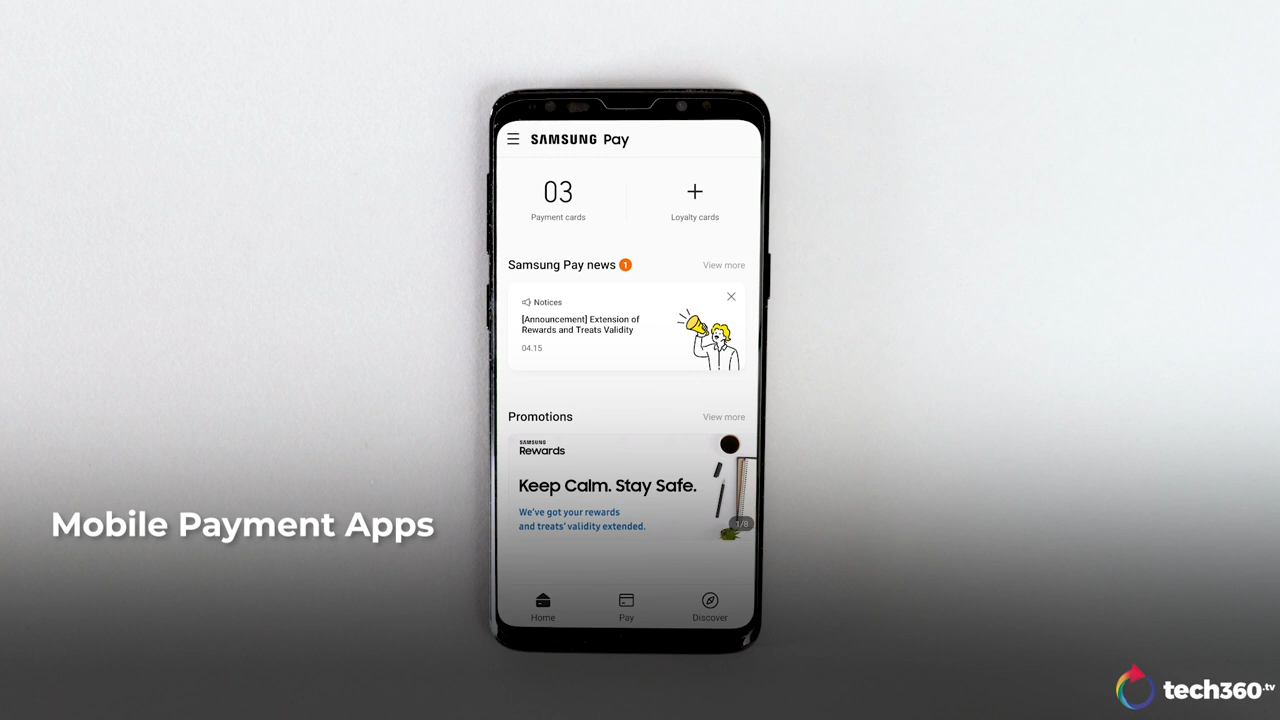 SAMSUNG Pay
03
Payment cards
+
Loyalty cards
Samsung Pay news 1
View more
Notices
[Announcement] Extension of
Rewards and Treats Validity
04.15
Promotions
View more
SAMSUNG
Rewards
Keep Calm. Stay Safe.
We've got your rewards
and treats' validity extended.
1/8
Home
Pay
Discover
Mobile Payment Apps
tech360.tv